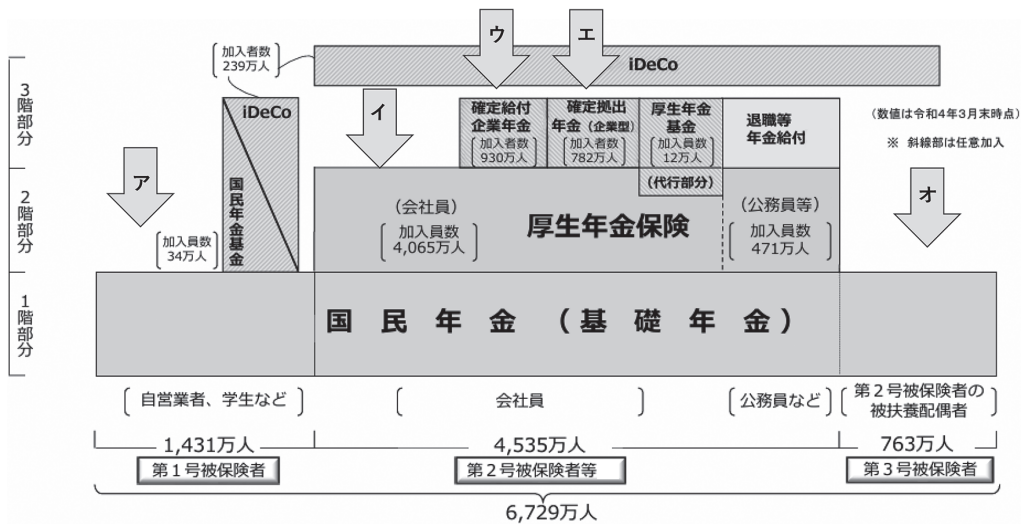 ウ
エ
加入者数
239万人
iDeCo
3階部分
2階部分
1階部分
ア
イ
iDeCo
国民年金基金
加入員数
34万人
確定給付
企業年金
加入者数
930万人
確定拠出
年金(企業型)
加入者数
782万人
厚生年金
基金
加入員数
12万人
(代行部分)
退職等
年金給付
(数値は令和4年3月末時点)
※ 斜線部は任意加入
オ
(会社員)
加入員数
4,065万人
厚生年金保険
(公務員等)
加入員数
471万人
国民年金(基礎年金)
自営業者、学生など
会社員
公務員など
第2号被保険者の
被扶養配偶者
1,431万人
4,535万人
763万人
第1号被保険者
第2号被保険者等
第3号被保険者
6,729万人